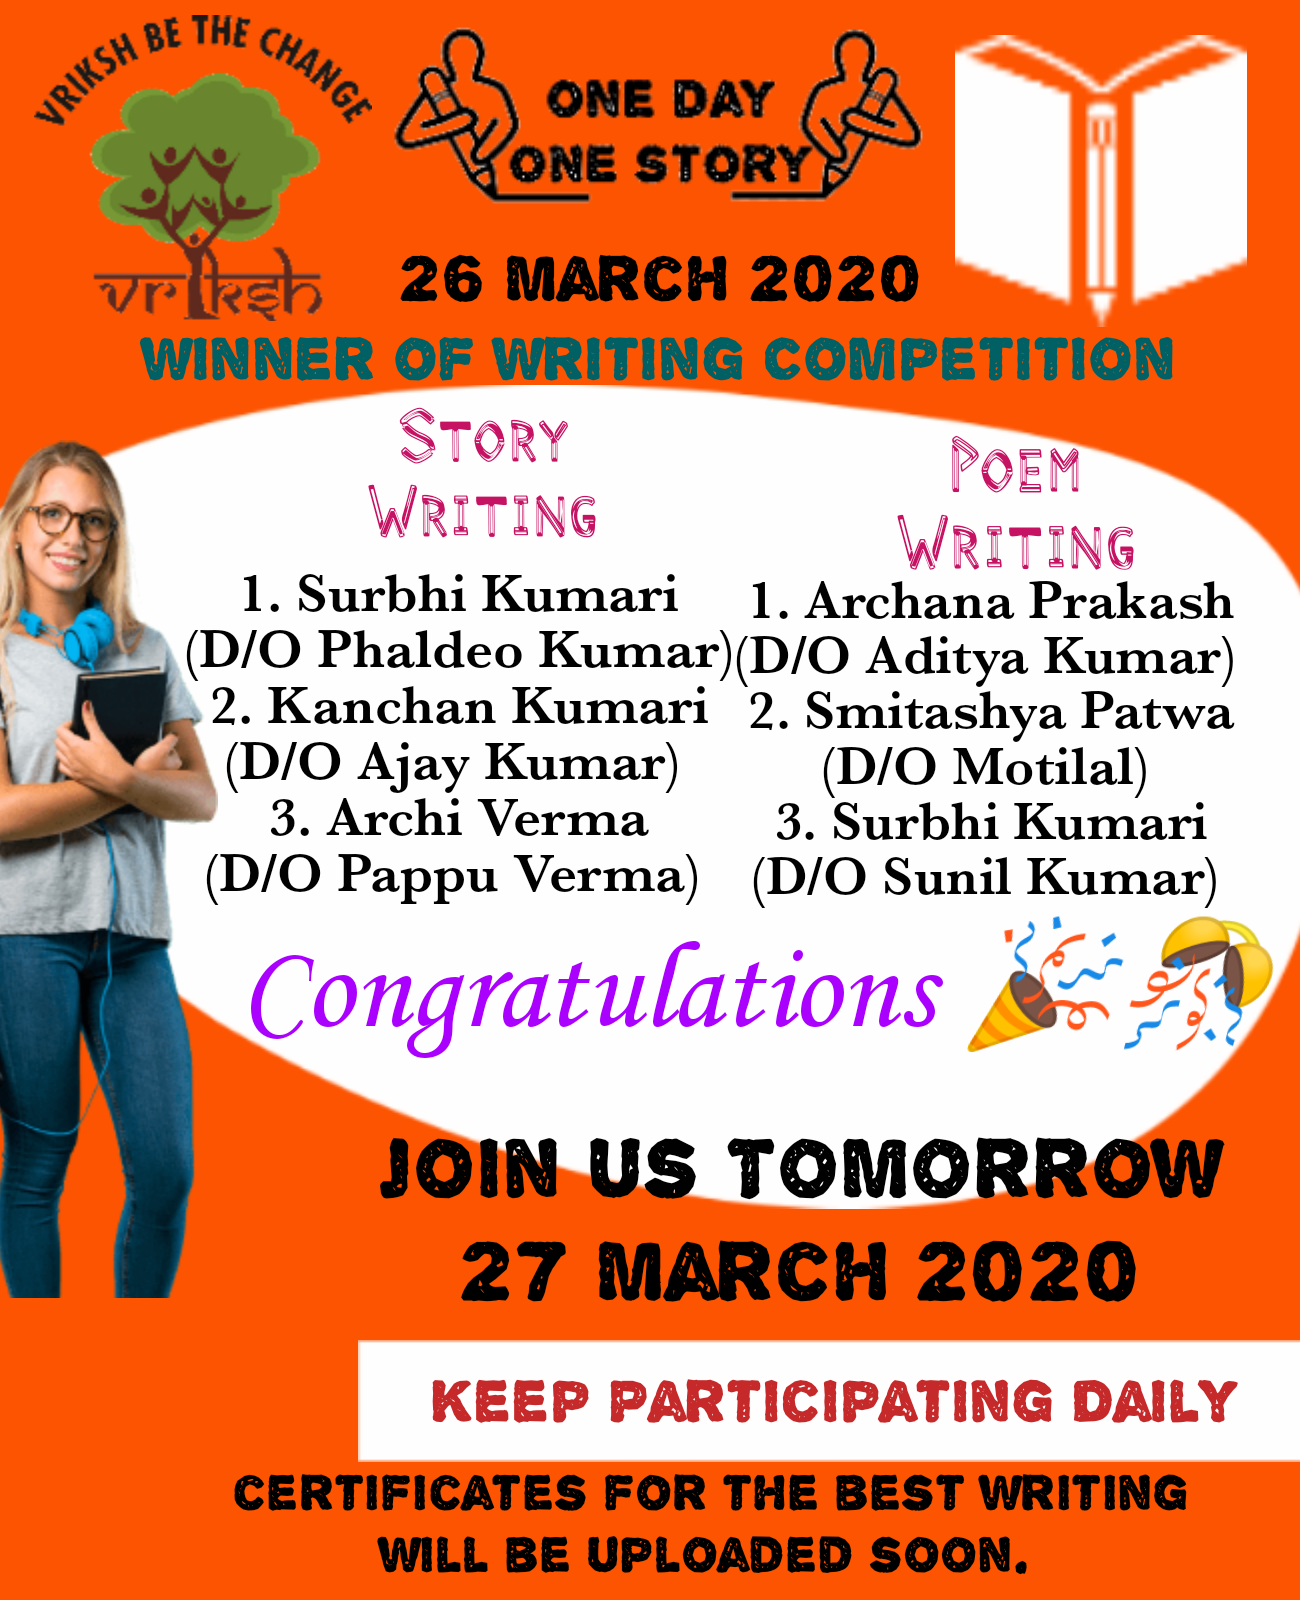 VRIKSH BE THE CHANGE
vriksh
ONE DAY
ONE STORY
26 MARCH 2020
WINNER OF WRITING COMPETITION
STORY
WRITING
1. Surbhi Kumari
(D/O Phaldeo Kumar)
2. Kanchan Kumari
(D/O Ajay Kumar)
3. Archi Verma
(D/O Pappu Verma)
POEM
WRITING
1. Archana Prakash
(D/O Aditya Kumar)
2. Smitashya Patwa
(D/O Motilal)
3. Surbhi Kumari
(D/O Sunil Kumar)
Congratulations
JOIN US TOMORROW
27 MARCH 2020
KEEP PARTICIPATING DAILY
CERTIFICATES FOR THE BEST WRITING
WILL BE UPLOADED SOON.